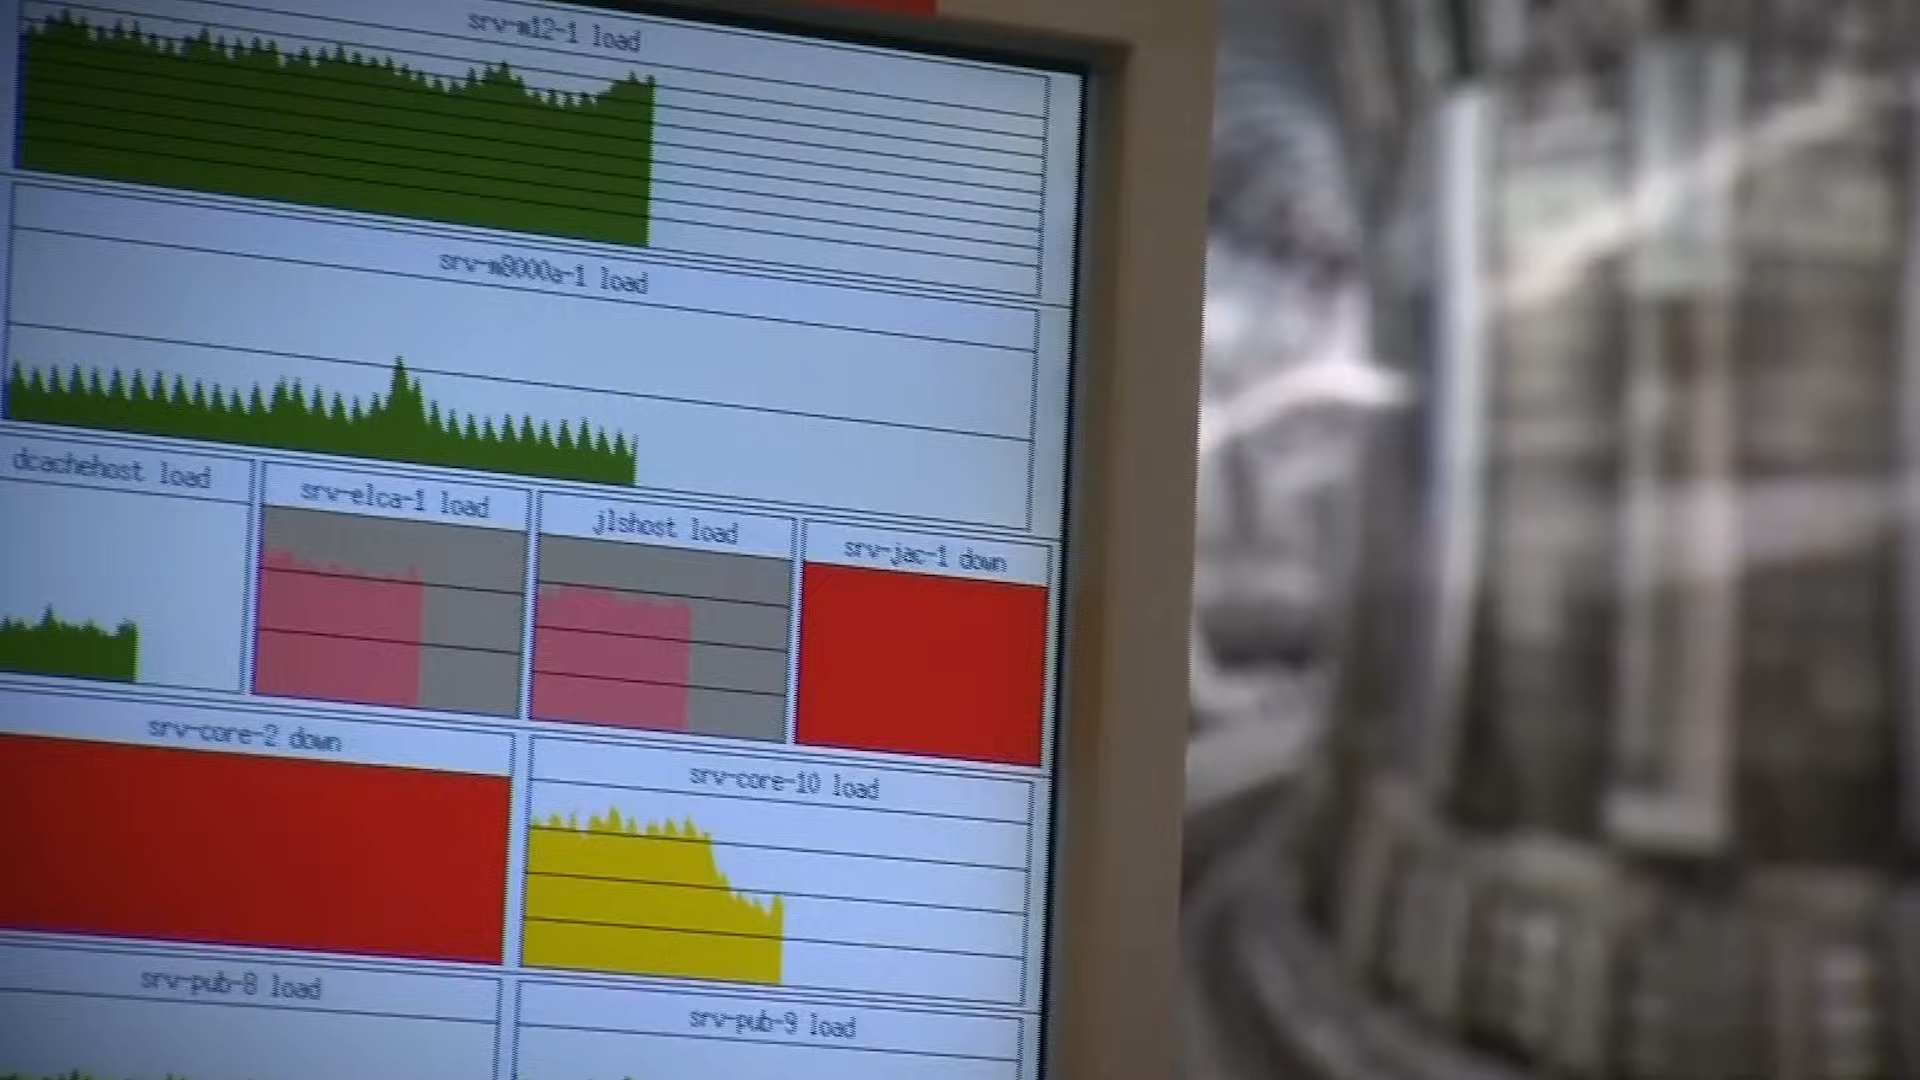 srv-m12-1 load
srv-m8000a-1 load
dcachehost load
srv-elca-1 load
jlshost load
srv-jac-1 down
srv-core-2 down
srv-core-10 load
srv-pub-8 load
srv-pub-9 load